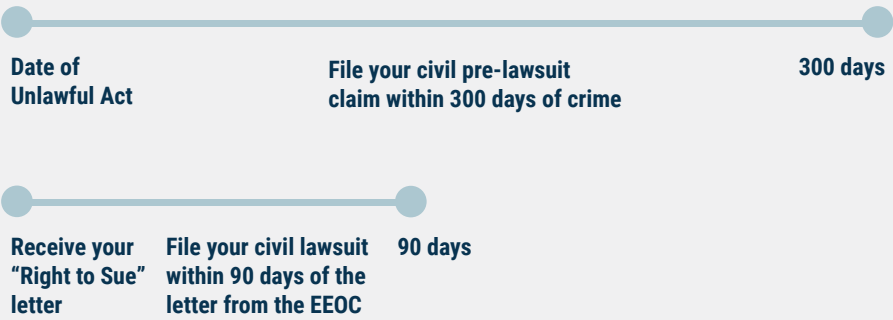 Date of
Unlawful Act
File your civil pre-lawsuit
claim within 300 days of crime
300 days
Receive your
“Right to Sue”
letter
File your civil lawsuit
within 90 days of the
letter from the EEOC
90 days